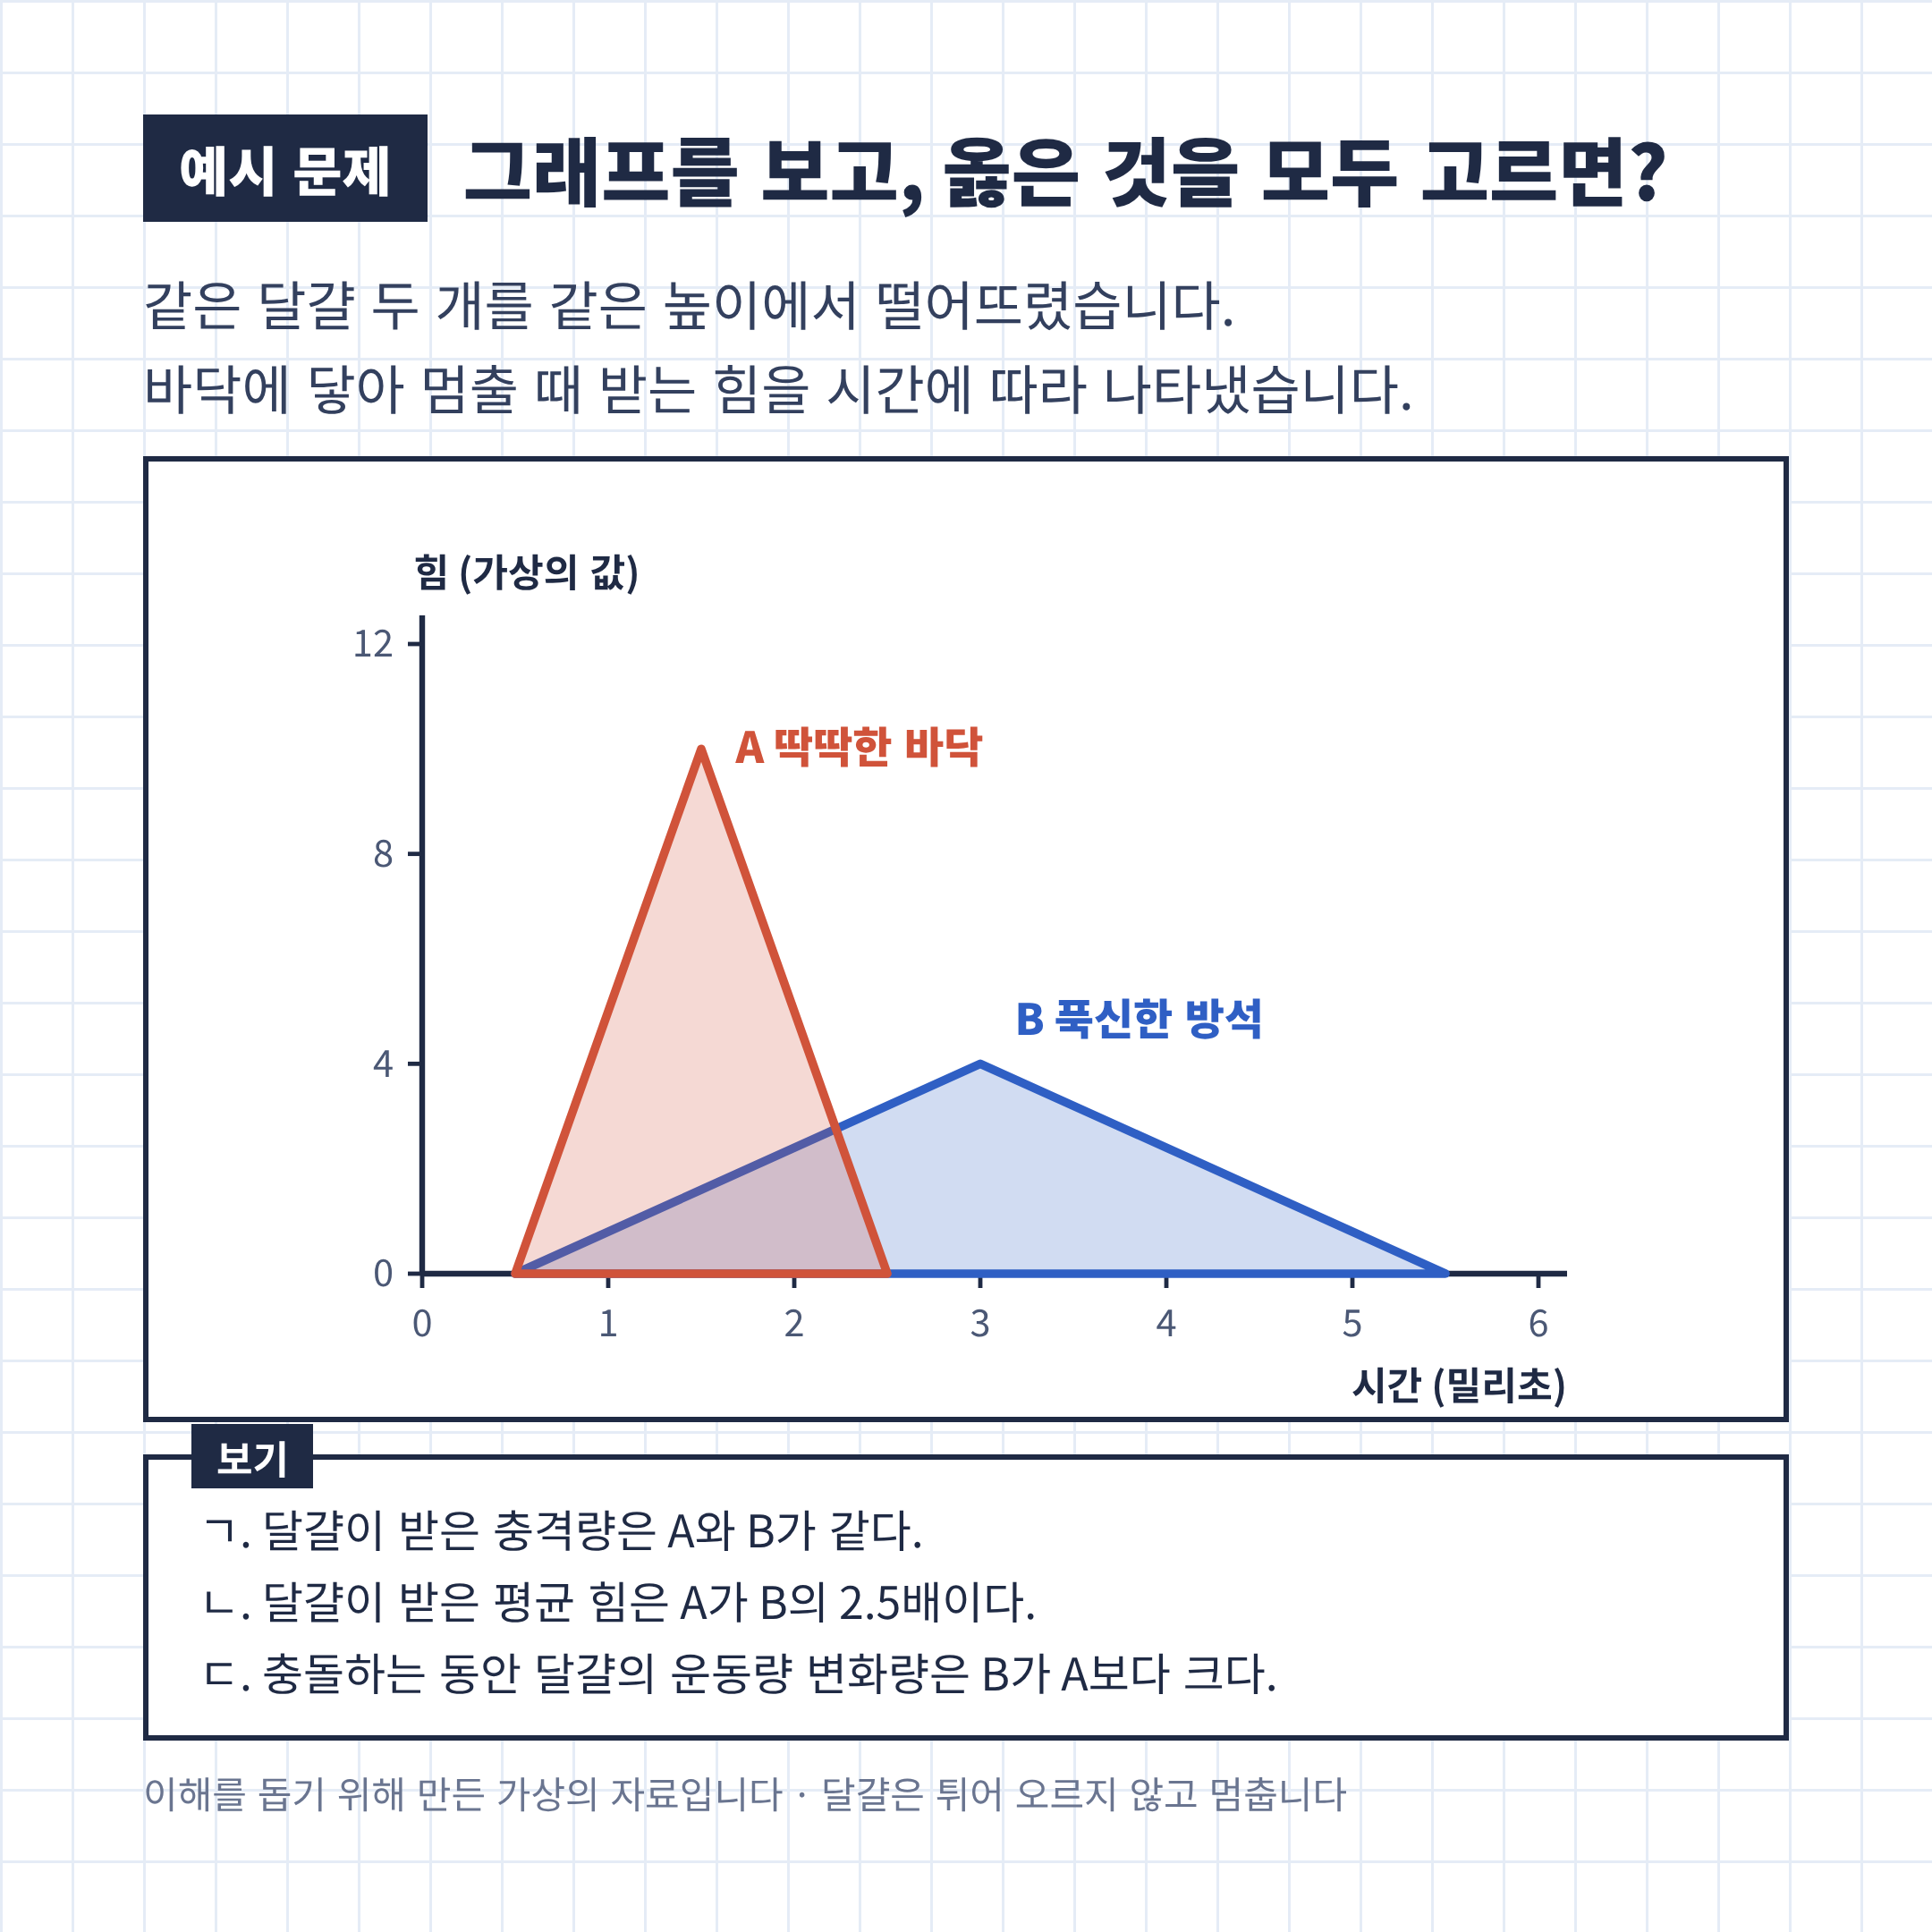 예시 문제 그래프를 보고, 옳은 것을 모두 고르면?
같은 달걀 두 개를 같은 높이에서 떨어뜨렸습니다.
바닥에 닿아 멈출 때 받는 힘을 시간에 따라 나타냈습니다.
힘 (가상의 값)
12
A 딱딱한 바닥
8
B 푹신한 방석
4
0
0 1 2 3 4 5 6
시간 (밀리초)
보기
ㄱ. 달걀이 받은 충격량은 A와 B가 같다.
ㄴ. 달걀이 받은 평균 힘은 A가 B의 2.5배이다.
ㄷ. 충돌하는 동안 달걀의 운동량 변화량은 B가 A보다 크다.
이해를 돕기 위해 만든 가상의 자료입니다 · 달걀은 튀어 오르지 않고 멈춥니다